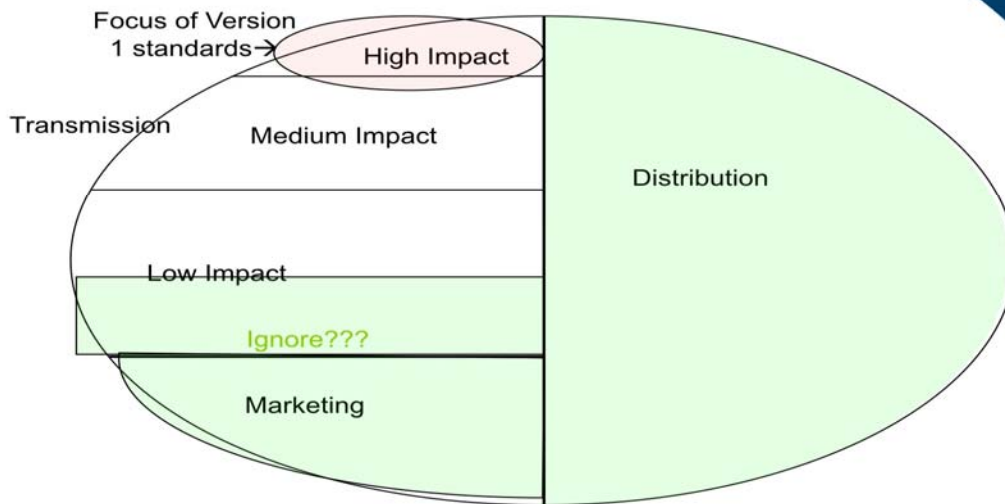 Focus of Version
1 standards→
High Impact
Transmission
Medium Impact
Distribution
Low Impact
Ignore???
Marketing